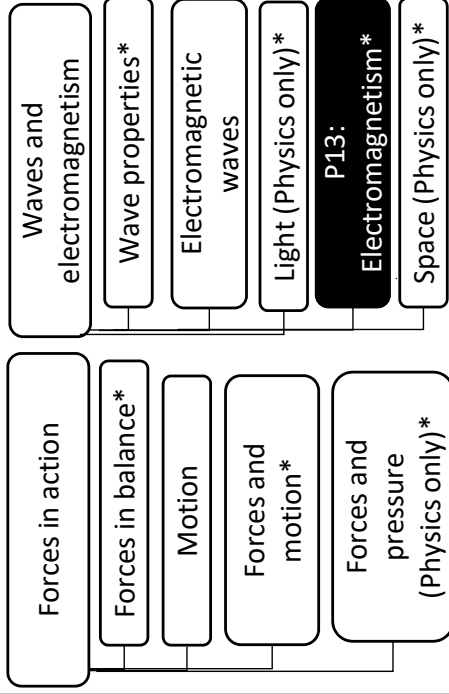 Forces in action
Forces in balance*
Motion
Forces and
motion*
Forces and
pressure
(Physics only)*
Waves and
electromagnetism
Wave properties*
Electromagnetic
waves
Light (Physics only)*
P13:
Electromagnetism*
Space (Physics only)*